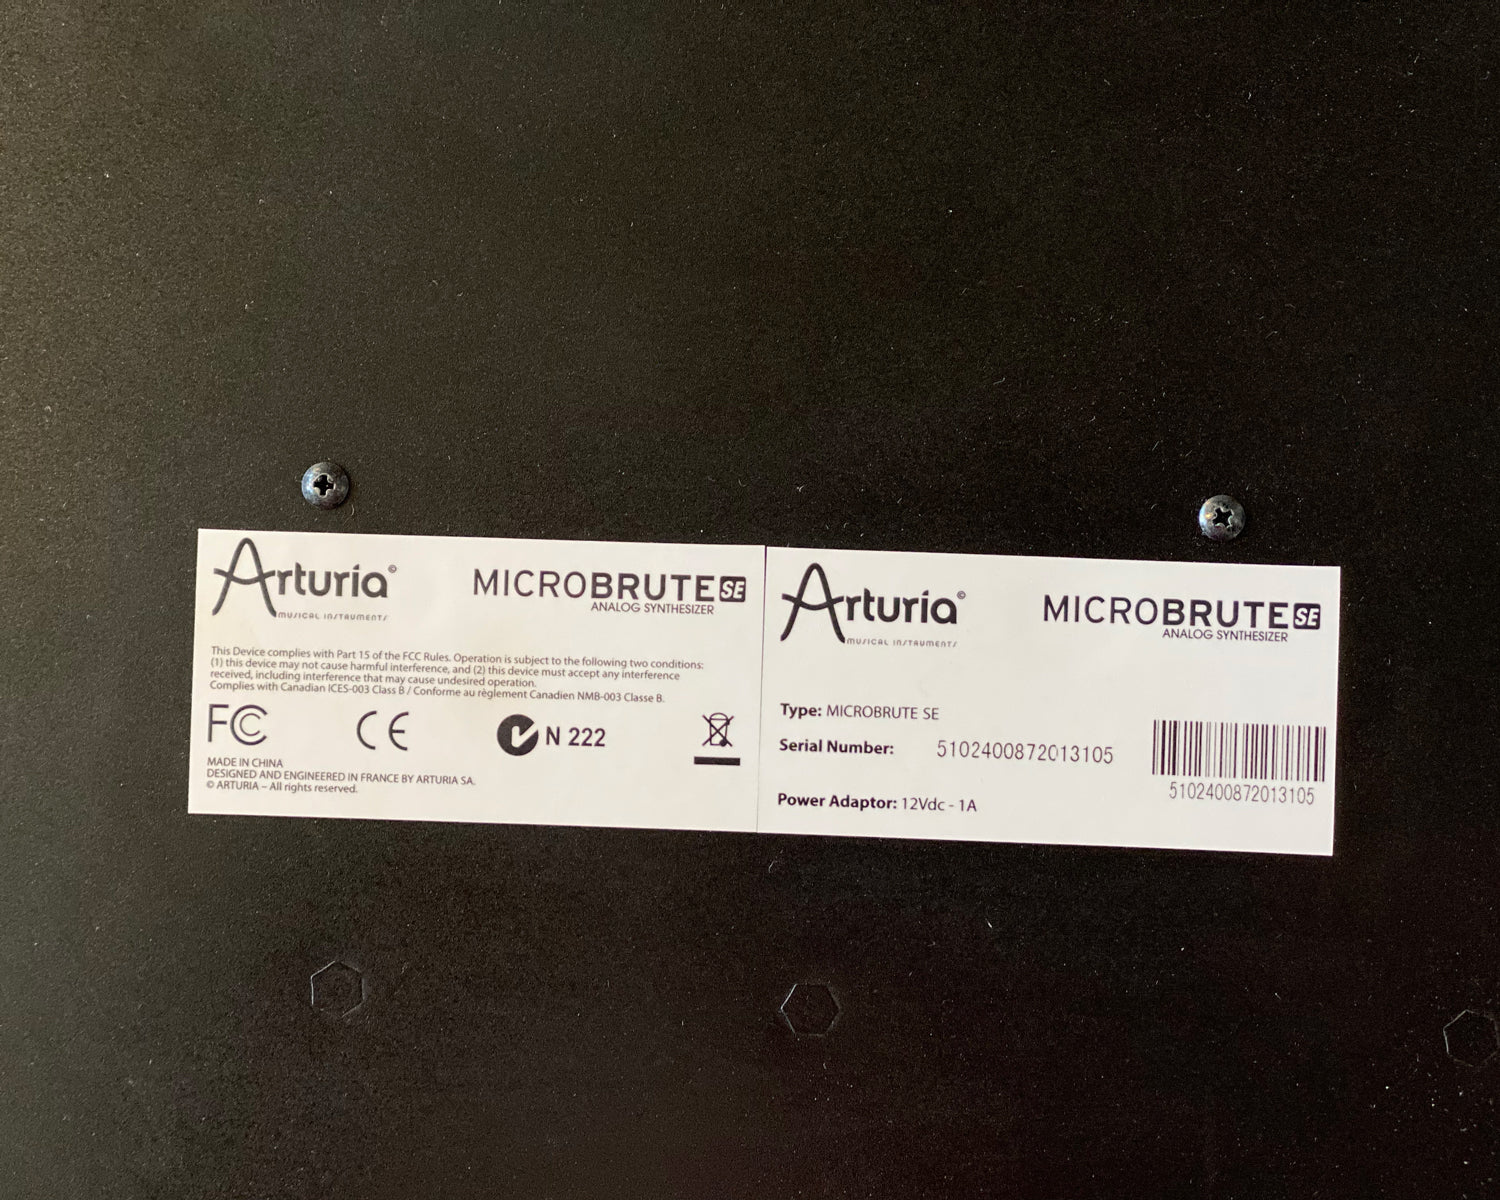 Arturia©
MUSICAL INSTRUMENTS
MICROBRUTE SE
ANALOG SYNTHESIZER
This Device complies with Part 15 of the FCC Rules. Operation is subject to the following two conditions:
(1) this device may not cause harmful interference, and (2) this device must accept any interference
received, including interference that may cause undesired operation.
Complies with Canadian ICES-003 Class B / Conforme au règlement Canadien NMB-003 Classe B.
FC CE N 222
MADE IN CHINA
DESIGNED AND ENGINEERED IN FRANCE BY ARTURIA SA.
© ARTURIA – All rights reserved.
Arturia©
MUSICAL INSTRUMENTS
MICROBRUTE SE
ANALOG SYNTHESIZER
Type: MICROBRUTE SE
Serial Number: 5102400872013105
5102400872013105
Power Adaptor: 12Vdc - 1A